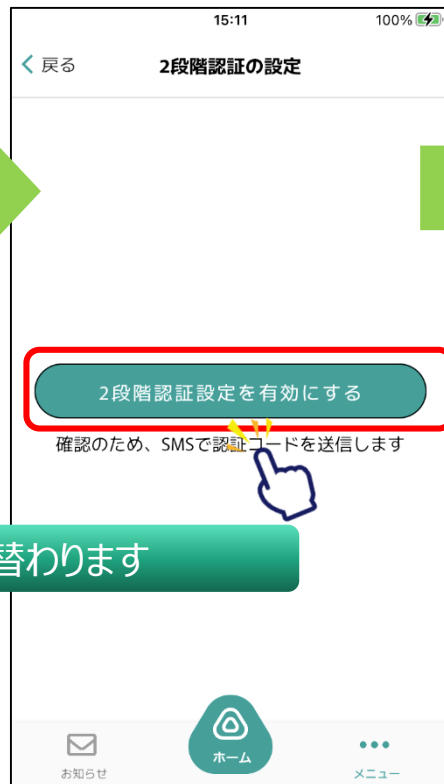 15:11
100%
戻る
2段階認証の設定
2段階認証設定を有効にする
確認のため、SMSで認証コードを送信します
替わります
お知らせ
ホーム
メニュー